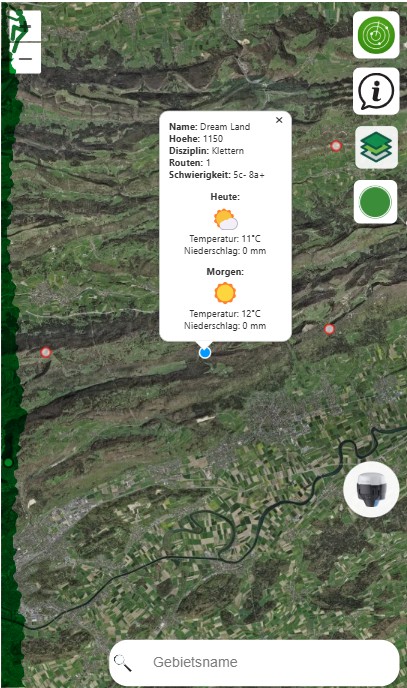 Name: Dream Land
Hoehe: 1150
Disziplin: Klettern
Routen: 1
Schwierigkeit: 5c- 8a+
Heute:
Temperatur: 11°C
Niederschlag: 0 mm
Morgen:
Temperatur: 12°C
Niederschlag: 0 mm
Gebietsname